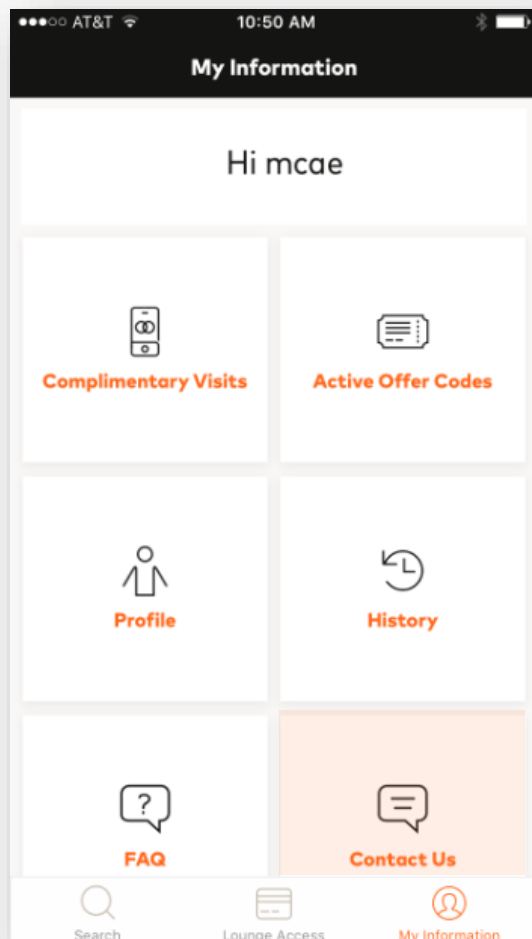 AT&T 10:50 AM
My Information
Hi mcae
Complimentary Visits Active Offer Codes
Profile History
?
FAQ Contact Us
Search Lounge Access My Information